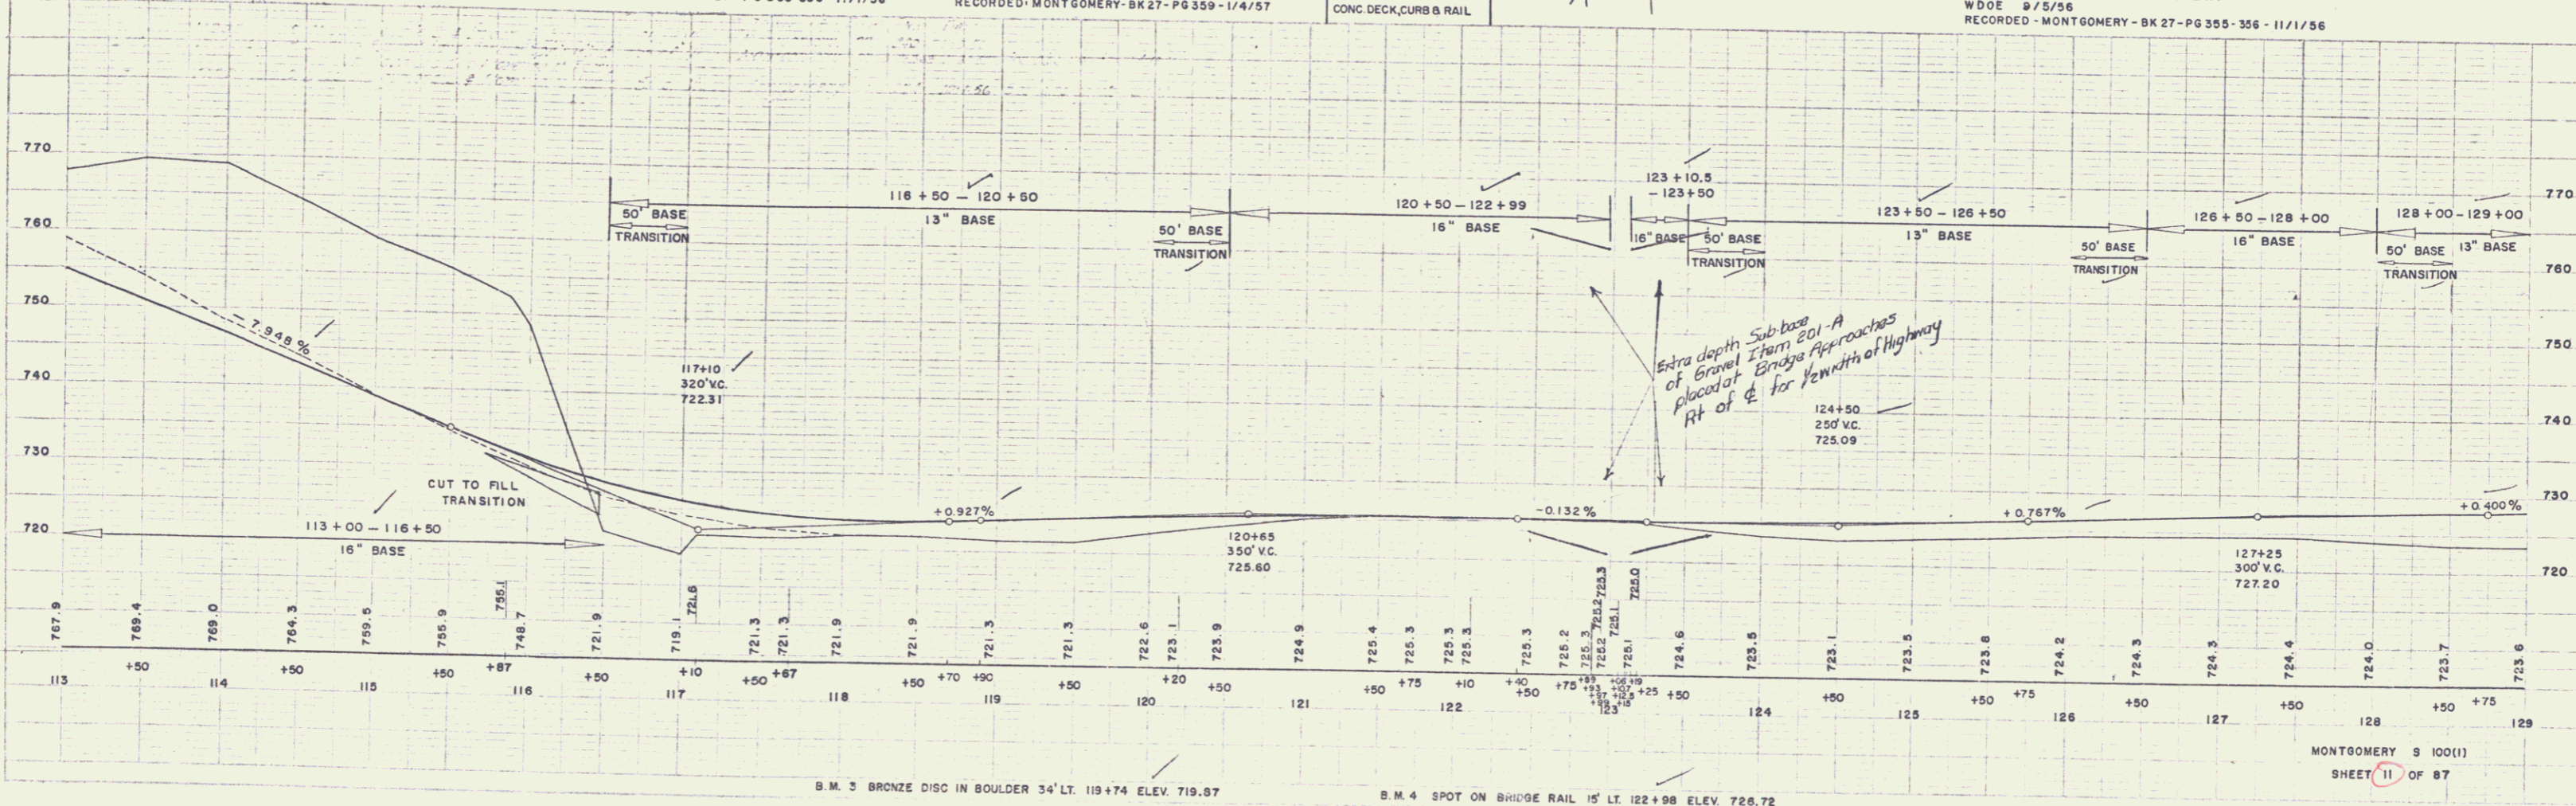 RECORDED: MONTGOMERY-BK 27-PG 359-1/4/57
CONC. DECK, CURB & RAIL
WDOE 9/5/56
RECORDED - MONTGOMERY - BK 27-PG 355-356 - 11/1/56
770
760
750
740
730
720
770
760
750
740
730
720
50' BASE
TRANSITION
116 + 50 — 120 + 50
13" BASE
50' BASE
TRANSITION
120 + 50 — 122 + 99
16" BASE
123 + 10.5
— 123 + 50
16" BASE
50' BASE
TRANSITION
123 + 50 — 126 + 50
13" BASE
50' BASE
TRANSITION
126 + 50 — 128 + 00
16" BASE
128 + 00 — 129 + 00
50' BASE
TRANSITION
13" BASE
— 7.948 %
117+10
320' V.C.
722.31
Extra depth Sub-base
of Gravel Item 201-A
placed at Bridge Approaches
Rt of ℄ for 1/2 width of Highway
124+50
250' V.C.
725.09
CUT TO FILL
TRANSITION
113 + 00 — 116 + 50
16" BASE
+0.927%
-0.132 %
+ 0.767%
+ 0.400%
120+65
350' V.C.
725.60
127+25
300' V.C.
727.20
767.9 769.4 769.0 764.3 759.5 755.9 755.1 748.7 721.9 719.1 721.6 721.3 721.3 721.9 721.9 721.3 721.3 722.6 723.1 723.9 724.9 725.4 725.3 725.3 725.3 725.3 725.2 725.3 725.2 725.2 725.3 725.1 725.1 725.0 724.6 723.5 723.1 723.5 723.8 724.2 724.3 724.3 724.4 724.0 723.7 723.6
+50 +50 +50 +87 +50 +10 +50 +67 +50 +70 +90 +50 +20 +50 +50 +75 +10 +40 +50 +75 +25 +50 +50 +50 +75 +50 +50 +50 +75
113 114 115 116 117 118 119 120 121 122 123 124 125 126 127 128 129
MONTGOMERY S 100(1)
SHEET 11 OF 87
B.M. 3 BRONZE DISC IN BOULDER 34' LT. 119+74 ELEV. 719.87
B.M. 4 SPOT ON BRIDGE RAIL 15' LT. 122+98 ELEV. 726.72